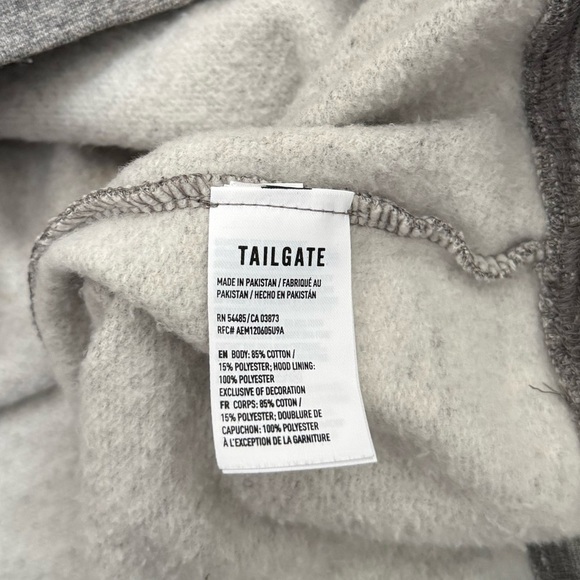 TAILGATE
MADE IN PAKISTAN / FABRIQUÉ AU
PAKISTAN / HECHO EN PAKISTÁN
RN 54485/CA 03873
RFC# AEM120605U9A
EN BODY: 85% COTTON /
15% POLYESTER; HOOD LINING:
100% POLYESTER
EXCLUSIVE OF DECORATION
FR CORPS: 85% COTON /
15% POLYESTER; DOUBLURE DE
CAPUCHON: 100% POLYESTER
À L'EXCEPTION DE LA GARNITURE